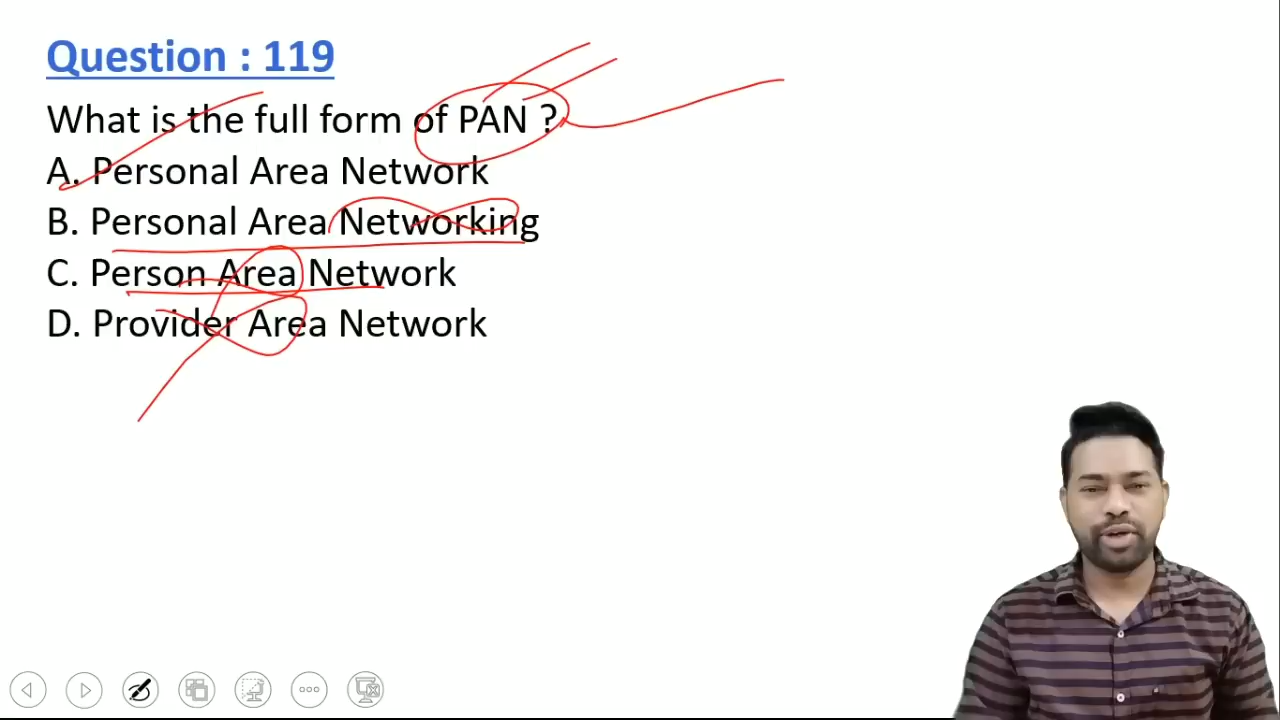 Question : 119
What is the full form of PAN ?
A. Personal Area Network
B. Personal Area Networking
C. Person Area Network
D. Provider Area Network